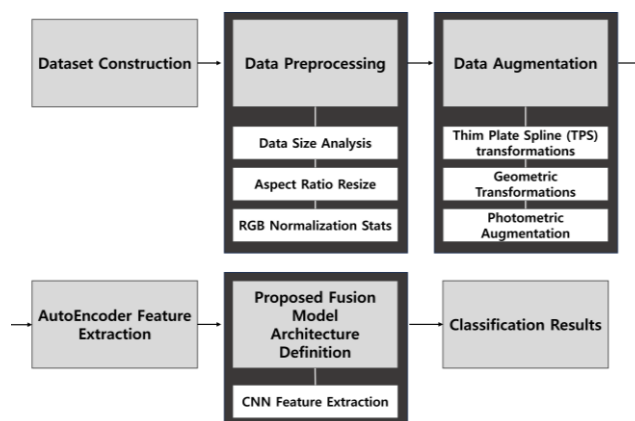 Dataset Construction
Data Preprocessing
Data Size Analysis
Aspect Ratio Resize
RGB Normalization Stats
Data Augmentation
Thim Plate Spline (TPS)
transformations
Geometric
Transformations
Photometric
Augmentation
AutoEncoder Feature
Extraction
Proposed Fusion
Model
Architecture
Definition
CNN Feature Extraction
Classification Results